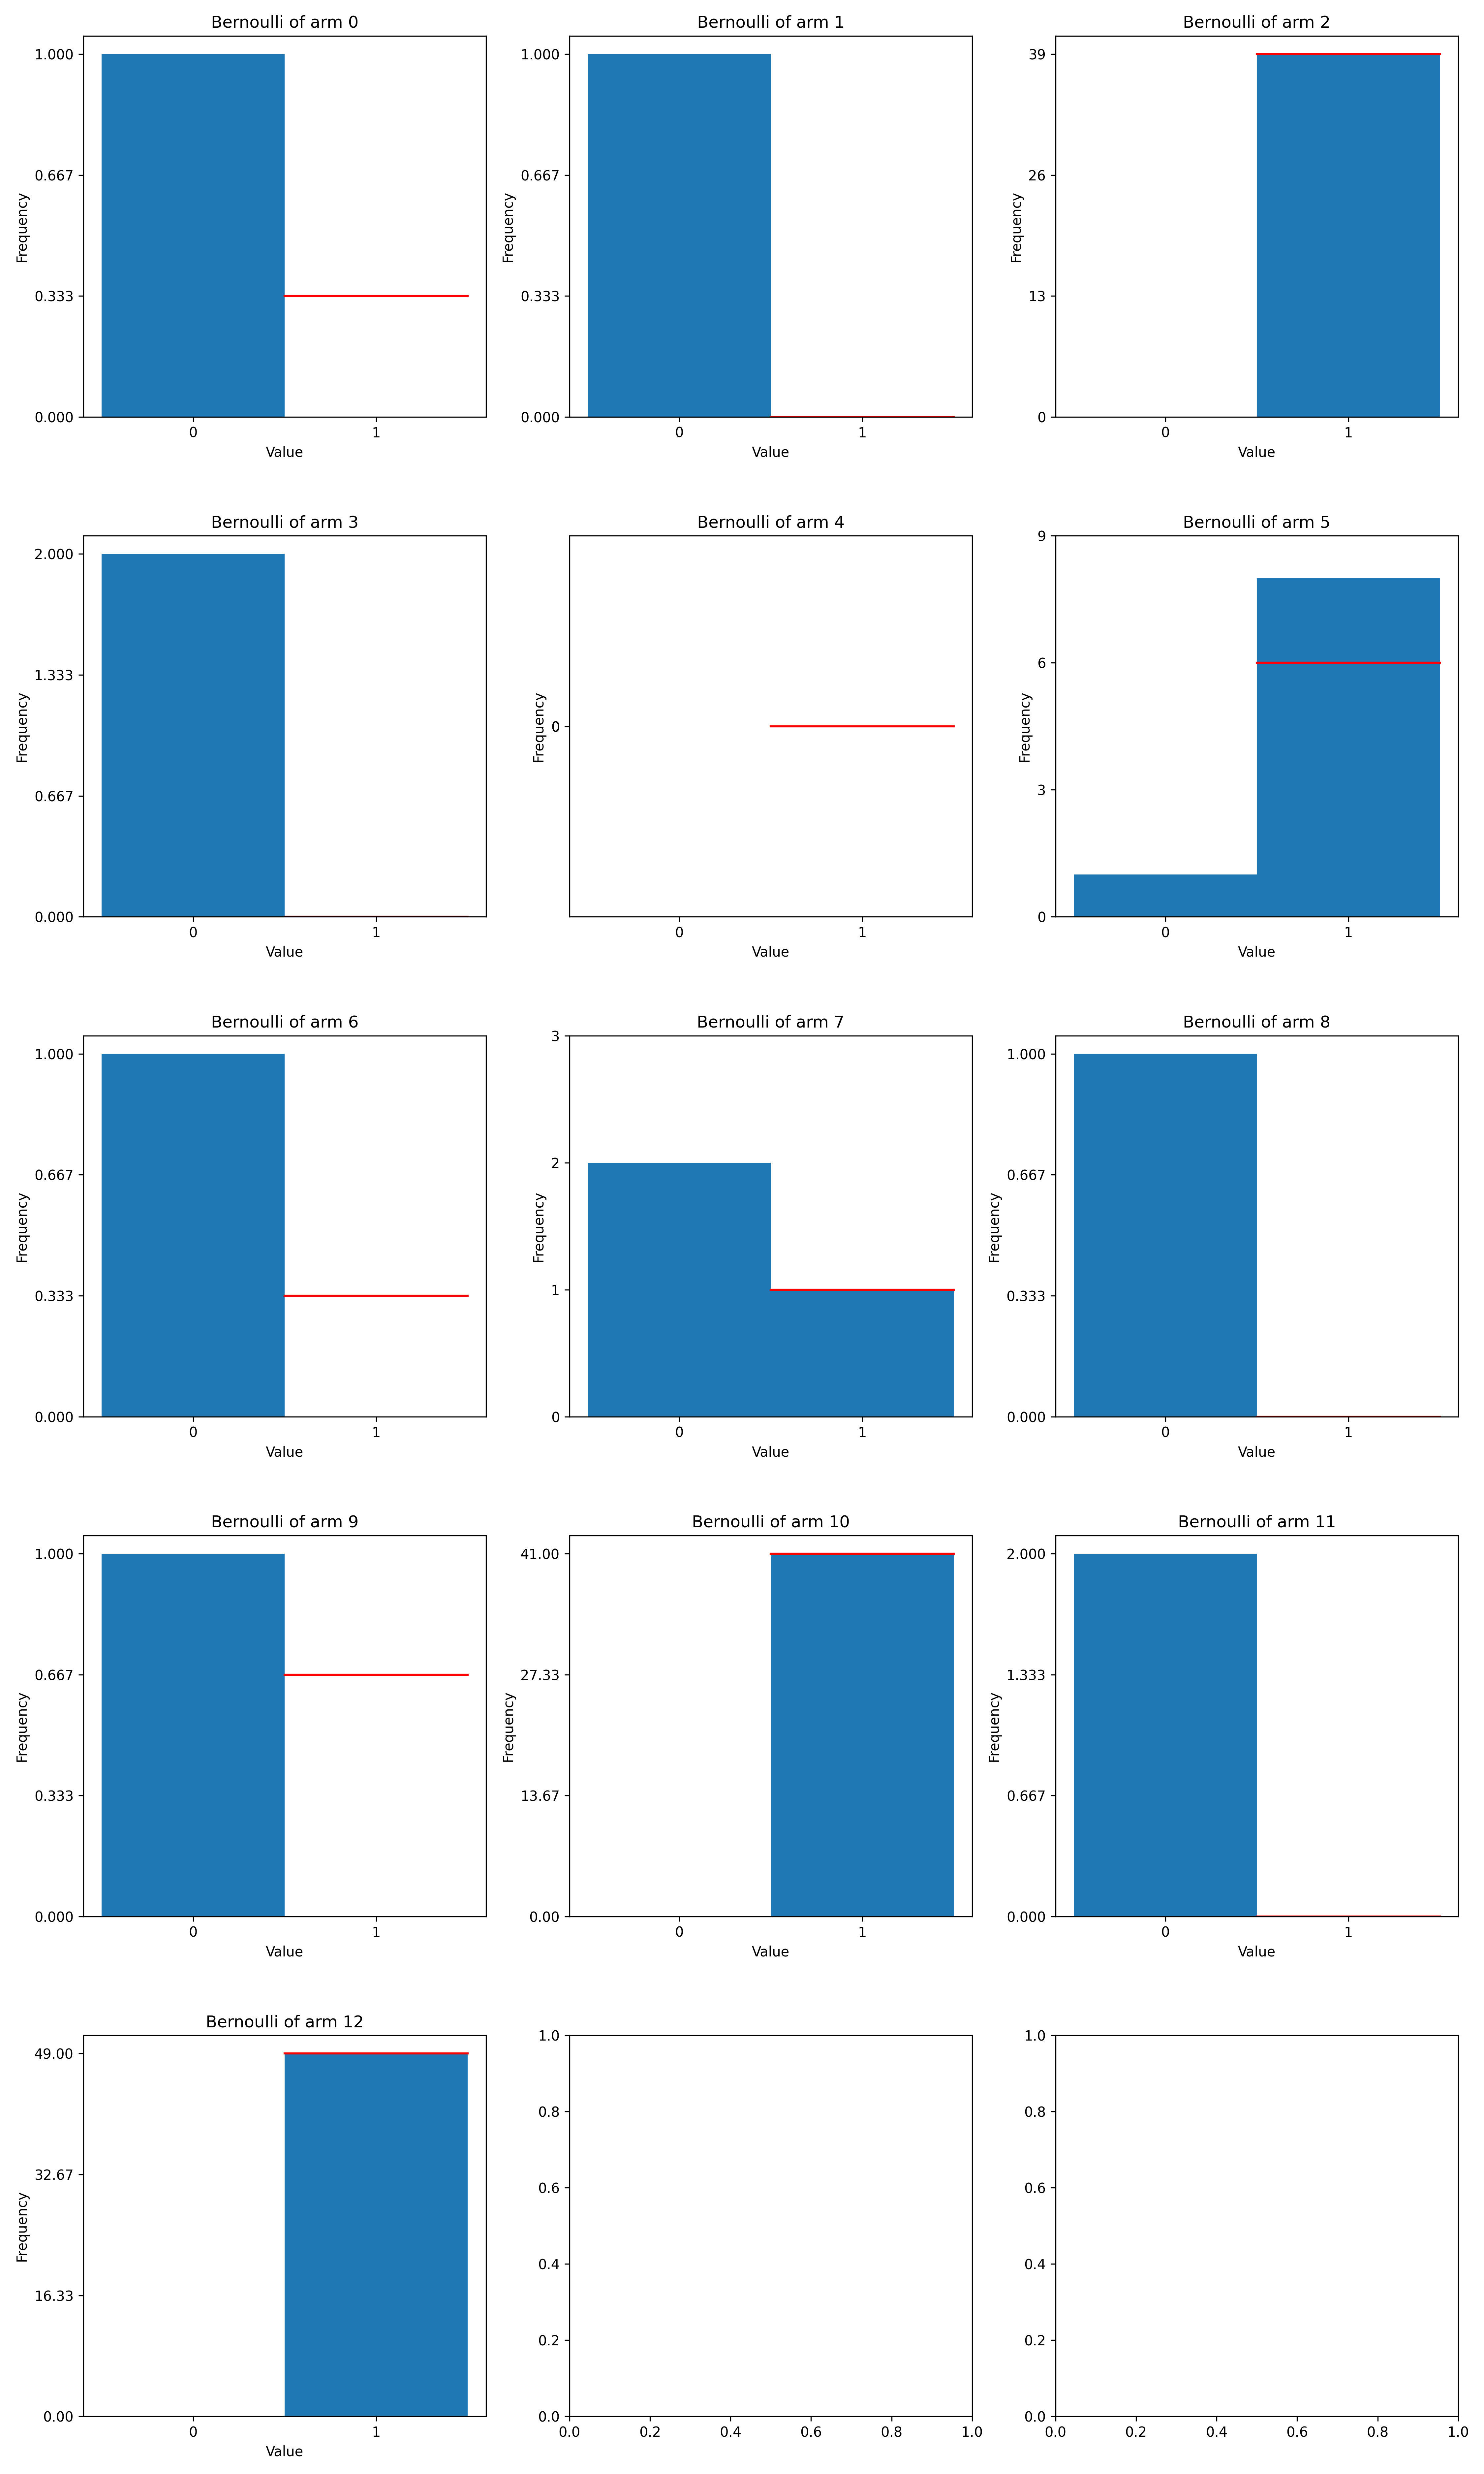 Bernoulli of arm 0
1.000
0.667
0.333
0.000
Frequency
0 1
Value
Bernoulli of arm 1
1.000
0.667
0.333
0.000
Frequency
0 1
Value
Bernoulli of arm 2
39
26
13
0
Frequency
0 1
Value
Bernoulli of arm 3
2.000
1.333
0.667
0.000
Frequency
0 1
Value
Bernoulli of arm 4
0
Frequency
0 1
Value
Bernoulli of arm 5
9
6
3
0
Frequency
0 1
Value
Bernoulli of arm 6
1.000
0.667
0.333
0.000
Frequency
0 1
Value
Bernoulli of arm 7
3
2
1
0
Frequency
0 1
Value
Bernoulli of arm 8
1.000
0.667
0.333
0.000
Frequency
0 1
Value
Bernoulli of arm 9
1.000
0.667
0.333
0.000
Frequency
0 1
Value
Bernoulli of arm 10
41.00
27.33
13.67
0.00
Frequency
0 1
Value
Bernoulli of arm 11
2.000
1.333
0.667
0.000
Frequency
0 1
Value
Bernoulli of arm 12
49.00
32.67
16.33
0.00
Frequency
0 1
Value
1.0
0.8
0.6
0.4
0.2
0.0
0.0 0.2 0.4 0.6 0.8 1.0
1.0
0.8
0.6
0.4
0.2
0.0
0.0 0.2 0.4 0.6 0.8 1.0